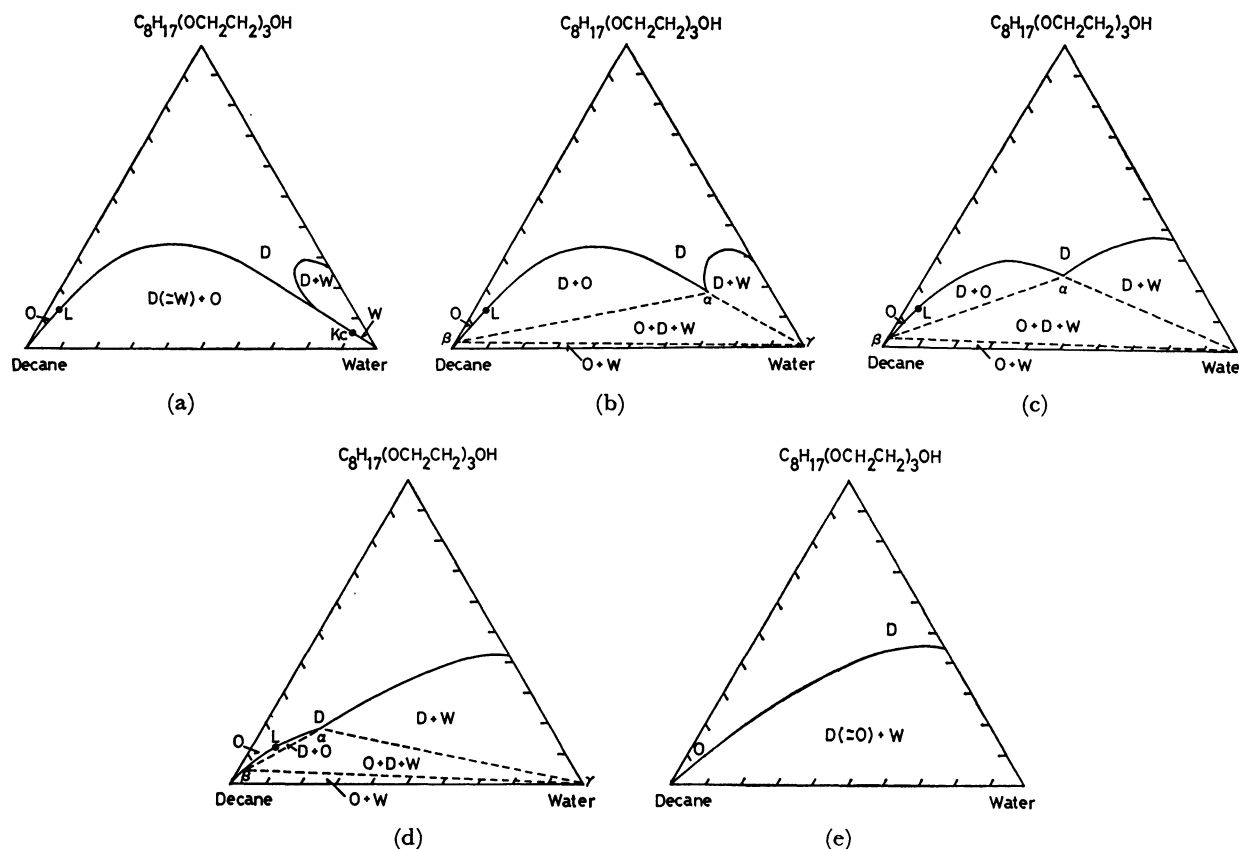 C8H17(OCH2CH2)3OH
D
D+W
D(≃W)+O
O
L
W
Kc
Decane
Water
(a)
C8H17(OCH2CH2)3OH
D
D+O
D+W
α
O
L
O+D+W
β
γ
Decane
O+W
Water
(b)
C8H17(OCH2CH2)3OH
D
D+O
α
D+W
O
L
O+D+W
β
Decane
O+W
Wate
(c)
C8H17(OCH2CH2)3OH
D
D+W
O
L
α
D+O
O+D+W
β
γ
Decane
O+W
Water
(d)
C8H17(OCH2CH2)3OH
D
O
D(≃O)+W
Decane
Water
(e)